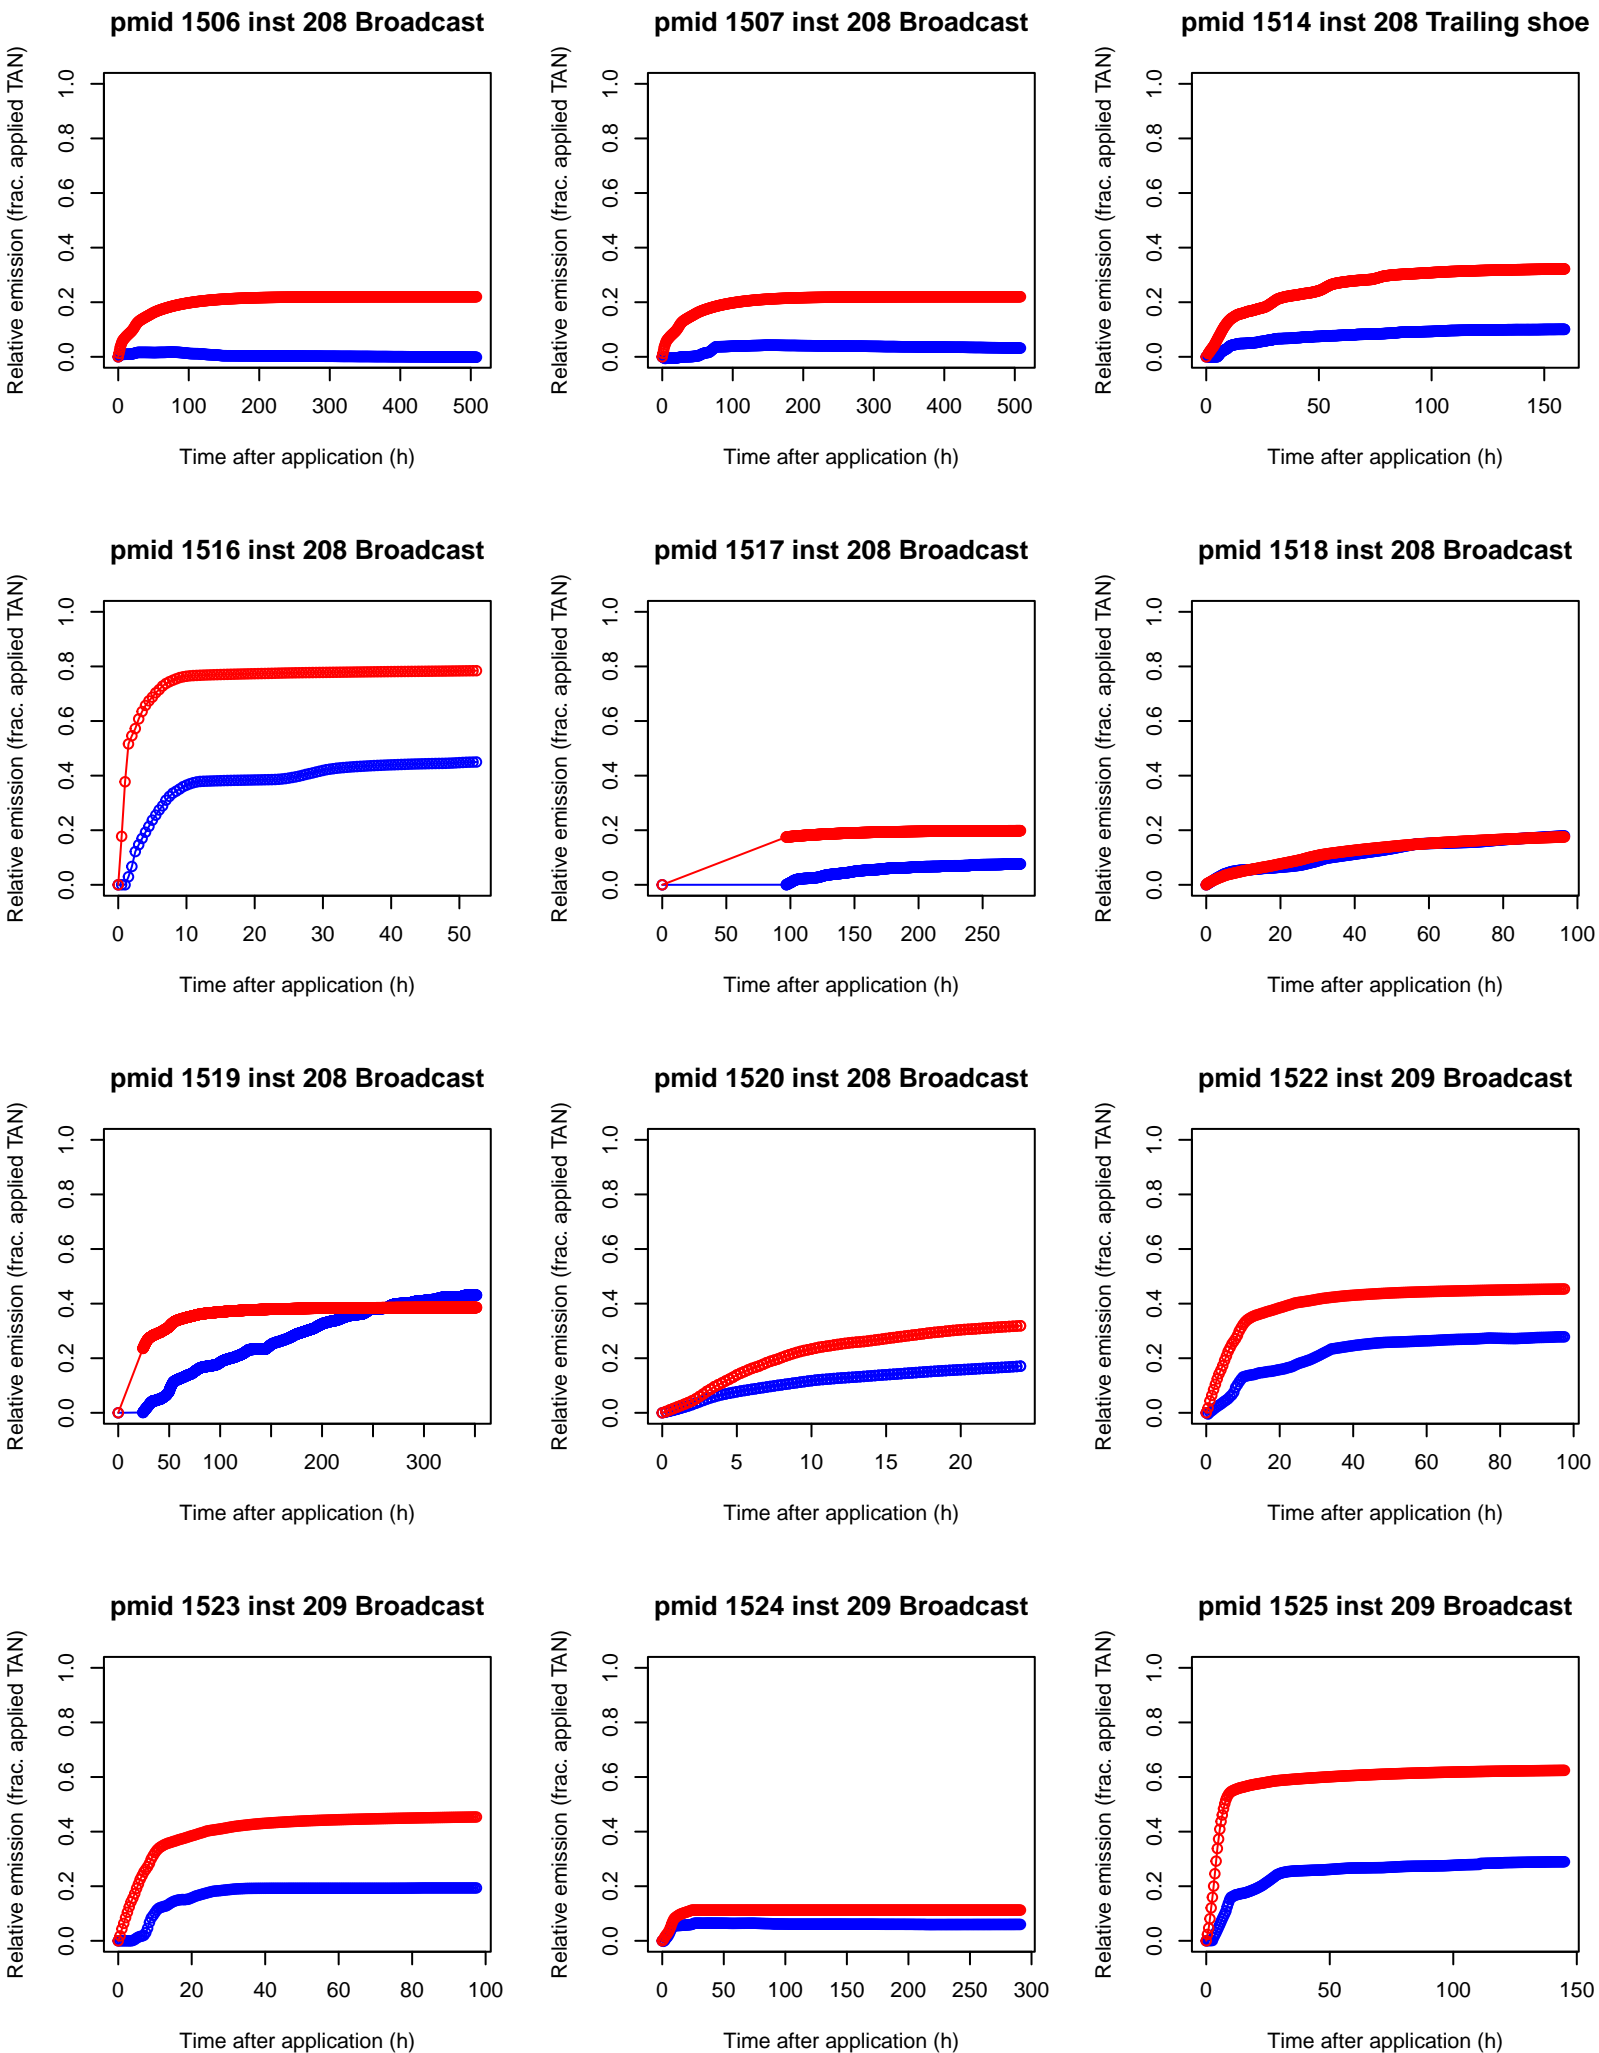 pmid 1506 inst 208 Broadcast
Relative emission (frac. applied TAN)
0.0 0.2 0.4 0.6 0.8 1.0
0 100 200 300 400 500
Time after application (h)
pmid 1507 inst 208 Broadcast
Relative emission (frac. applied TAN)
0.0 0.2 0.4 0.6 0.8 1.0
0 100 200 300 400 500
Time after application (h)
pmid 1514 inst 208 Trailing shoe
Relative emission (frac. applied TAN)
0.0 0.2 0.4 0.6 0.8 1.0
0 50 100 150
Time after application (h)
pmid 1516 inst 208 Broadcast
Relative emission (frac. applied TAN)
0.0 0.2 0.4 0.6 0.8 1.0
0 10 20 30 40 50
Time after application (h)
pmid 1517 inst 208 Broadcast
Relative emission (frac. applied TAN)
0.0 0.2 0.4 0.6 0.8 1.0
0 50 100 150 200 250
Time after application (h)
pmid 1518 inst 208 Broadcast
Relative emission (frac. applied TAN)
0.0 0.2 0.4 0.6 0.8 1.0
0 20 40 60 80 100
Time after application (h)
pmid 1519 inst 208 Broadcast
Relative emission (frac. applied TAN)
0.0 0.2 0.4 0.6 0.8 1.0
0 50 100 200 300
Time after application (h)
pmid 1520 inst 208 Broadcast
Relative emission (frac. applied TAN)
0.0 0.2 0.4 0.6 0.8 1.0
0 5 10 15 20
Time after application (h)
pmid 1522 inst 209 Broadcast
Relative emission (frac. applied TAN)
0.0 0.2 0.4 0.6 0.8 1.0
0 20 40 60 80 100
Time after application (h)
pmid 1523 inst 209 Broadcast
Relative emission (frac. applied TAN)
0.0 0.2 0.4 0.6 0.8 1.0
0 20 40 60 80 100
Time after application (h)
pmid 1524 inst 209 Broadcast
Relative emission (frac. applied TAN)
0.0 0.2 0.4 0.6 0.8 1.0
0 50 100 150 200 250 300
Time after application (h)
pmid 1525 inst 209 Broadcast
Relative emission (frac. applied TAN)
0.0 0.2 0.4 0.6 0.8 1.0
0 50 100 150
Time after application (h)